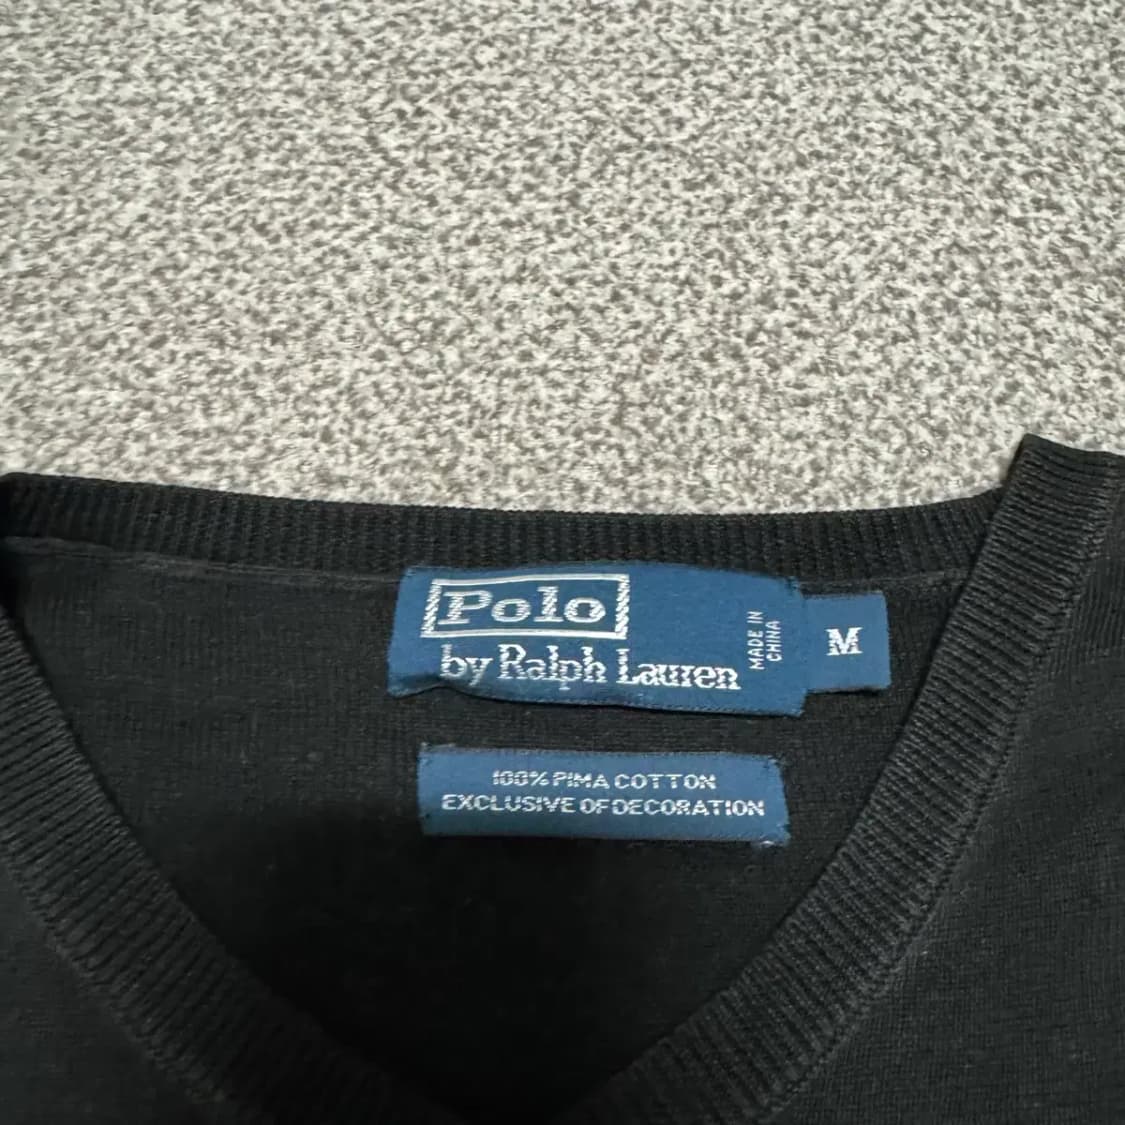 Polo
by Ralph Lauren
MADE IN
CHINA
M
100% PIMA COTTON
EXCLUSIVE OF DECORATION